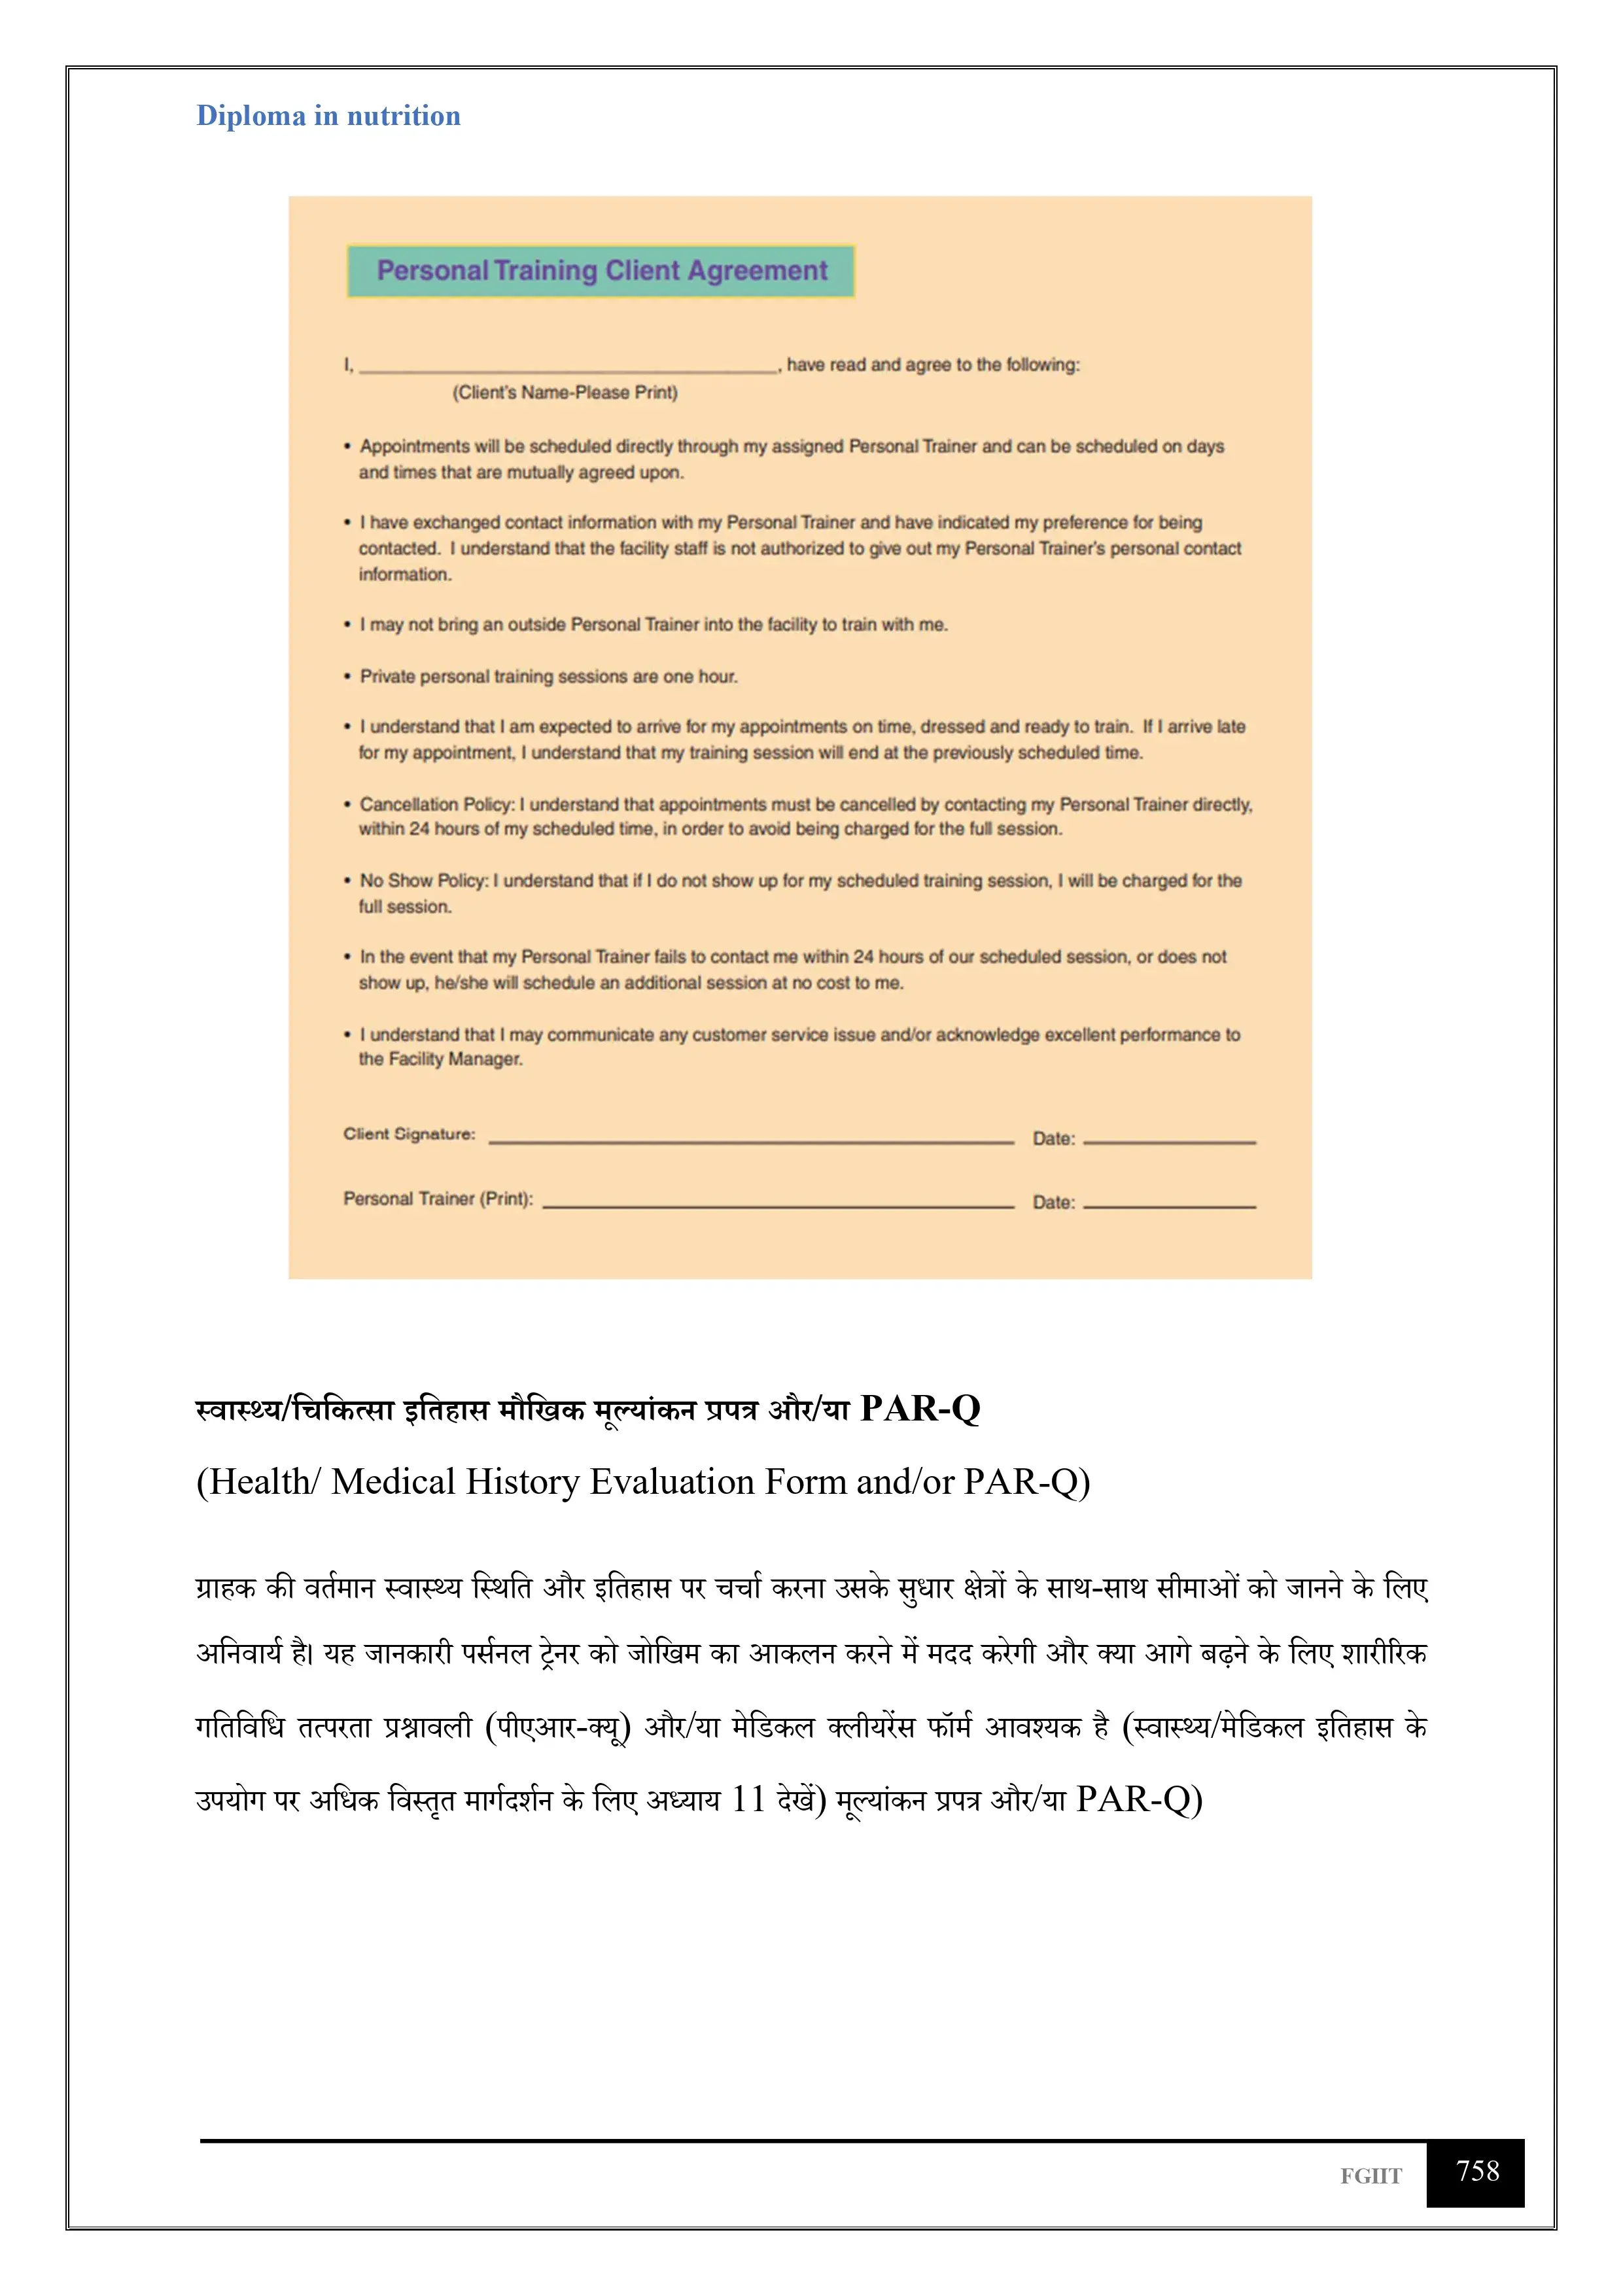 Diploma in nutrition
Personal Training Client Agreement
I, ____________________, have read and agree to the following:
(Client's Name-Please Print)
• Appointments will be scheduled directly through my assigned Personal Trainer and can be scheduled on days
and times that are mutually agreed upon.
• I have exchanged contact information with my Personal Trainer and have indicated my preference for being
contacted. I understand that the facility staff is not authorized to give out my Personal Trainer's personal contact
information.
• I may not bring an outside Personal Trainer into the facility to train with me.
• Private personal training sessions are one hour.
• I understand that I am expected to arrive for my appointments on time, dressed and ready to train. If I arrive late
for my appointment, I understand that my training session will end at the previously scheduled time.
• Cancellation Policy: I understand that appointments must be cancelled by contacting my Personal Trainer directly,
within 24 hours of my scheduled time, in order to avoid being charged for the full session.
• No Show Policy: I understand that if I do not show up for my scheduled training session, I will be charged for the
full session.
• In the event that my Personal Trainer fails to contact me within 24 hours of our scheduled session, or does not
show up, he/she will schedule an additional session at no cost to me.
• I understand that I may communicate any customer service issue and/or acknowledge excellent performance to
the Facility Manager.
Client Signature: ____________________ Date: __________
Personal Trainer (Print): ____________________ Date: __________
स्वास्थ्य/चिकित्सा इतिहास मौखिक मूल्यांकन प्रपत्र और/या PAR-Q
(Health/ Medical History Evaluation Form and/or PAR-Q)
ग्राहक की वर्तमान स्वास्थ्य स्थिति और इतिहास पर चर्चा करना उसके सुधार क्षेत्रों के साथ-साथ सीमाओं को जानने के लिए
अनिवार्य है। यह जानकारी पर्सनल ट्रेनर को जोखिम का आकलन करने में मदद करेगी और क्या आगे बढ़ने के लिए शारीरिक
गतिविधि तत्परता प्रश्नावली (पीएआर-क्यू) और/या मेडिकल क्लीयरेंस फॉर्म आवश्यक है (स्वास्थ्य/मेडिकल इतिहास के
उपयोग पर अधिक विस्तृत मार्गदर्शन के लिए अध्याय 11 देखें) मूल्यांकन प्रपत्र और/या PAR-Q)
FGIIT 758